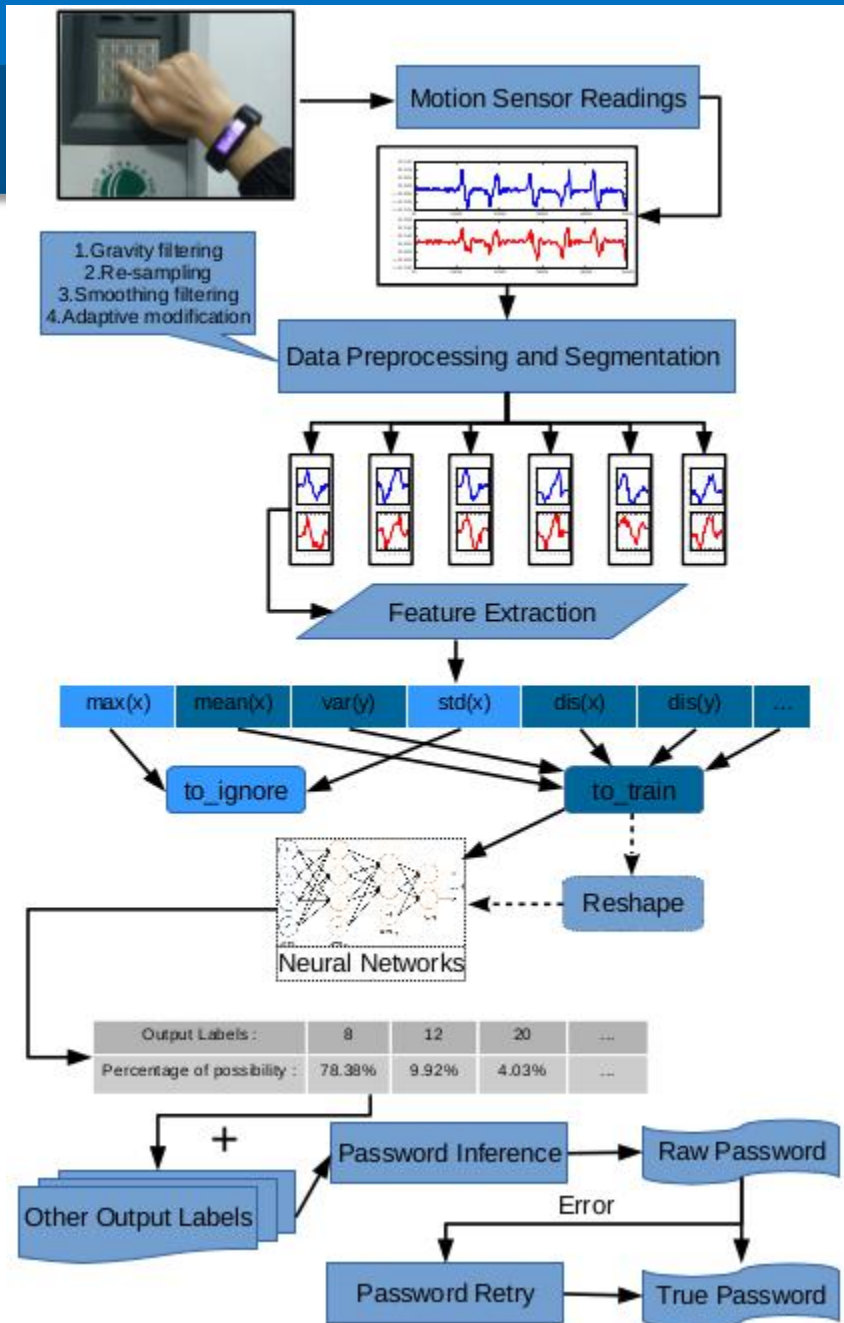 Motion Sensor Readings
1.Gravity filtering
2.Re-sampling
3.Smoothing filtering
4.Adaptive modification
Data Preprocessing and Segmentation
Feature Extraction
max(x) mean(x) var(y) std(x) dis(x) dis(y) ...
to_ignore to_train
Reshape
Neural Networks
Output Labels : 8 12 20 ...
Percentage of possibility : 78.38% 9.92% 4.03% ...
+
Other Output Labels
Password Inference
Raw Password
Error
Password Retry
True Password